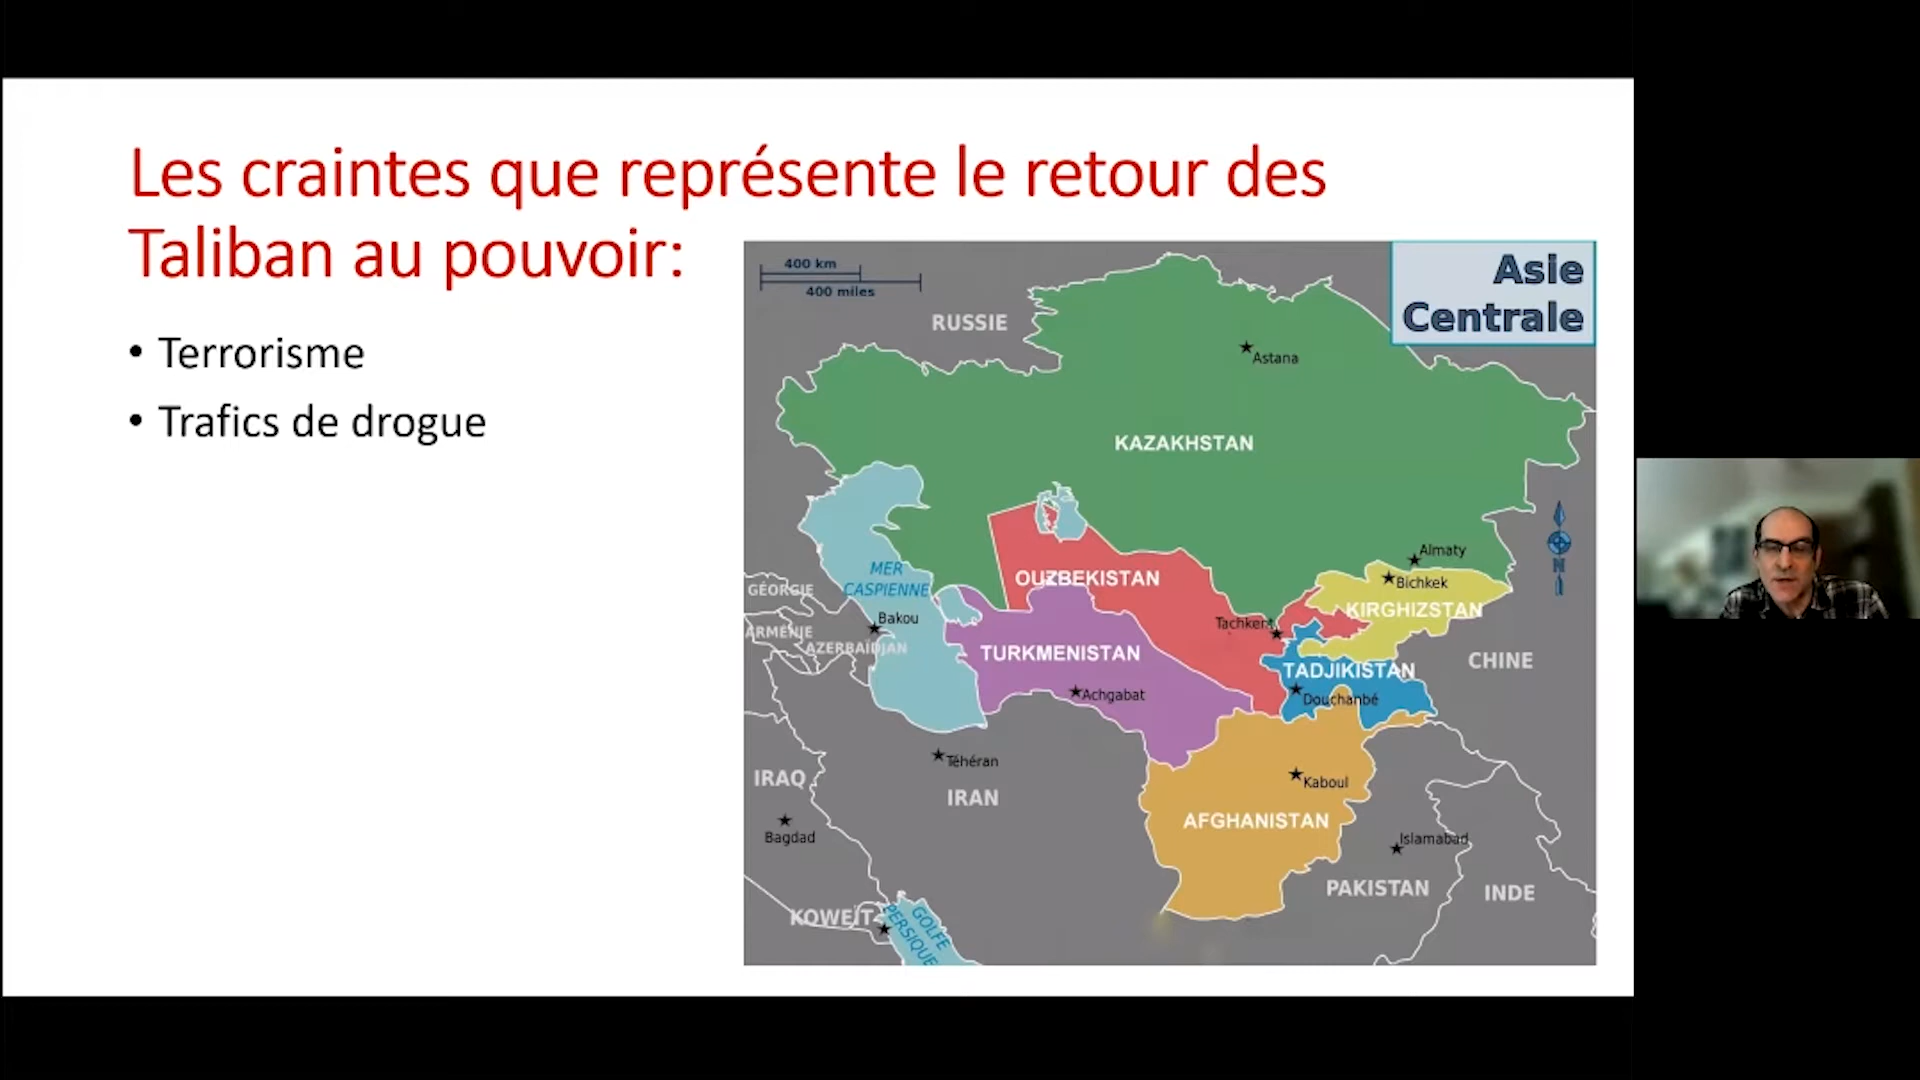 Les craintes que représente le retour des
Taliban au pouvoir:
• Terrorisme
• Trafics de drogue
Asie
Centrale
400 km
400 miles
RUSSIE
Astana
KAZAKHSTAN
MER
CASPIENNE
GÉORGIE
ARMÉNIE
AZERBAÏDJAN
Bakou
OUZBEKISTAN
Almaty
Bichkek
KIRGHIZSTAN
Tachkent
TURKMENISTAN
Achgabat
TADJIKISTAN
Douchanbé
CHINE
N
Téhéran
IRAN
IRAQ
Bagdad
Kaboul
AFGHANISTAN
Islamabad
PAKISTAN
INDE
KOWEÏT
GOLFE
PERSIQUE